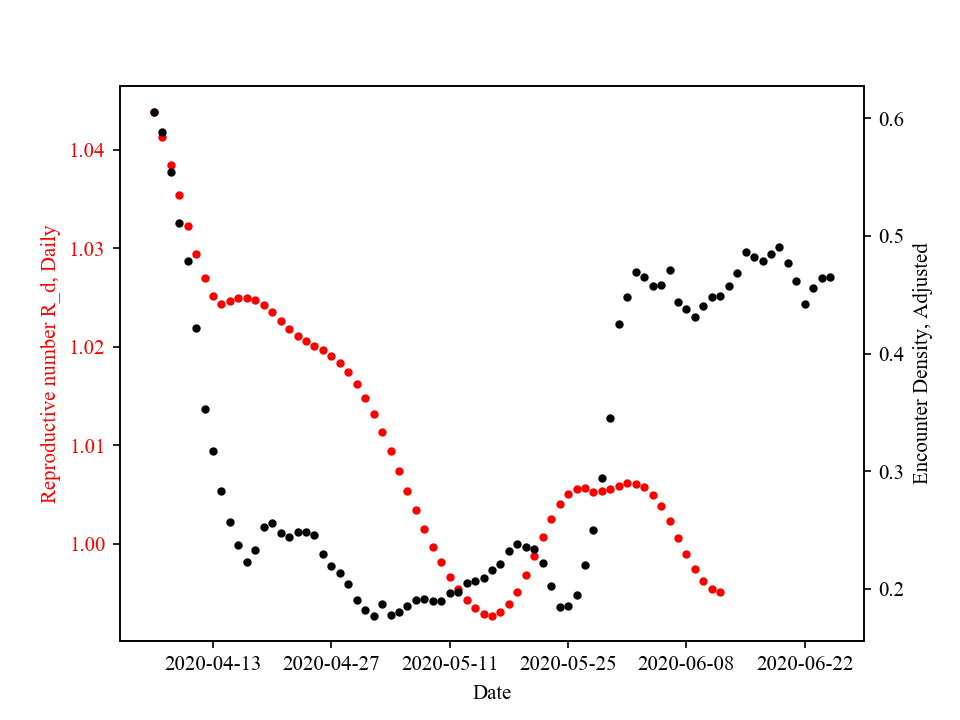 1.04
1.03
1.02
1.01
1.00
Reproductive number R_d, Daily
0.6
0.5
0.4
0.3
0.2
Encounter Density, Adjusted
2020-04-13 2020-04-27 2020-05-11 2020-05-25 2020-06-08 2020-06-22
Date